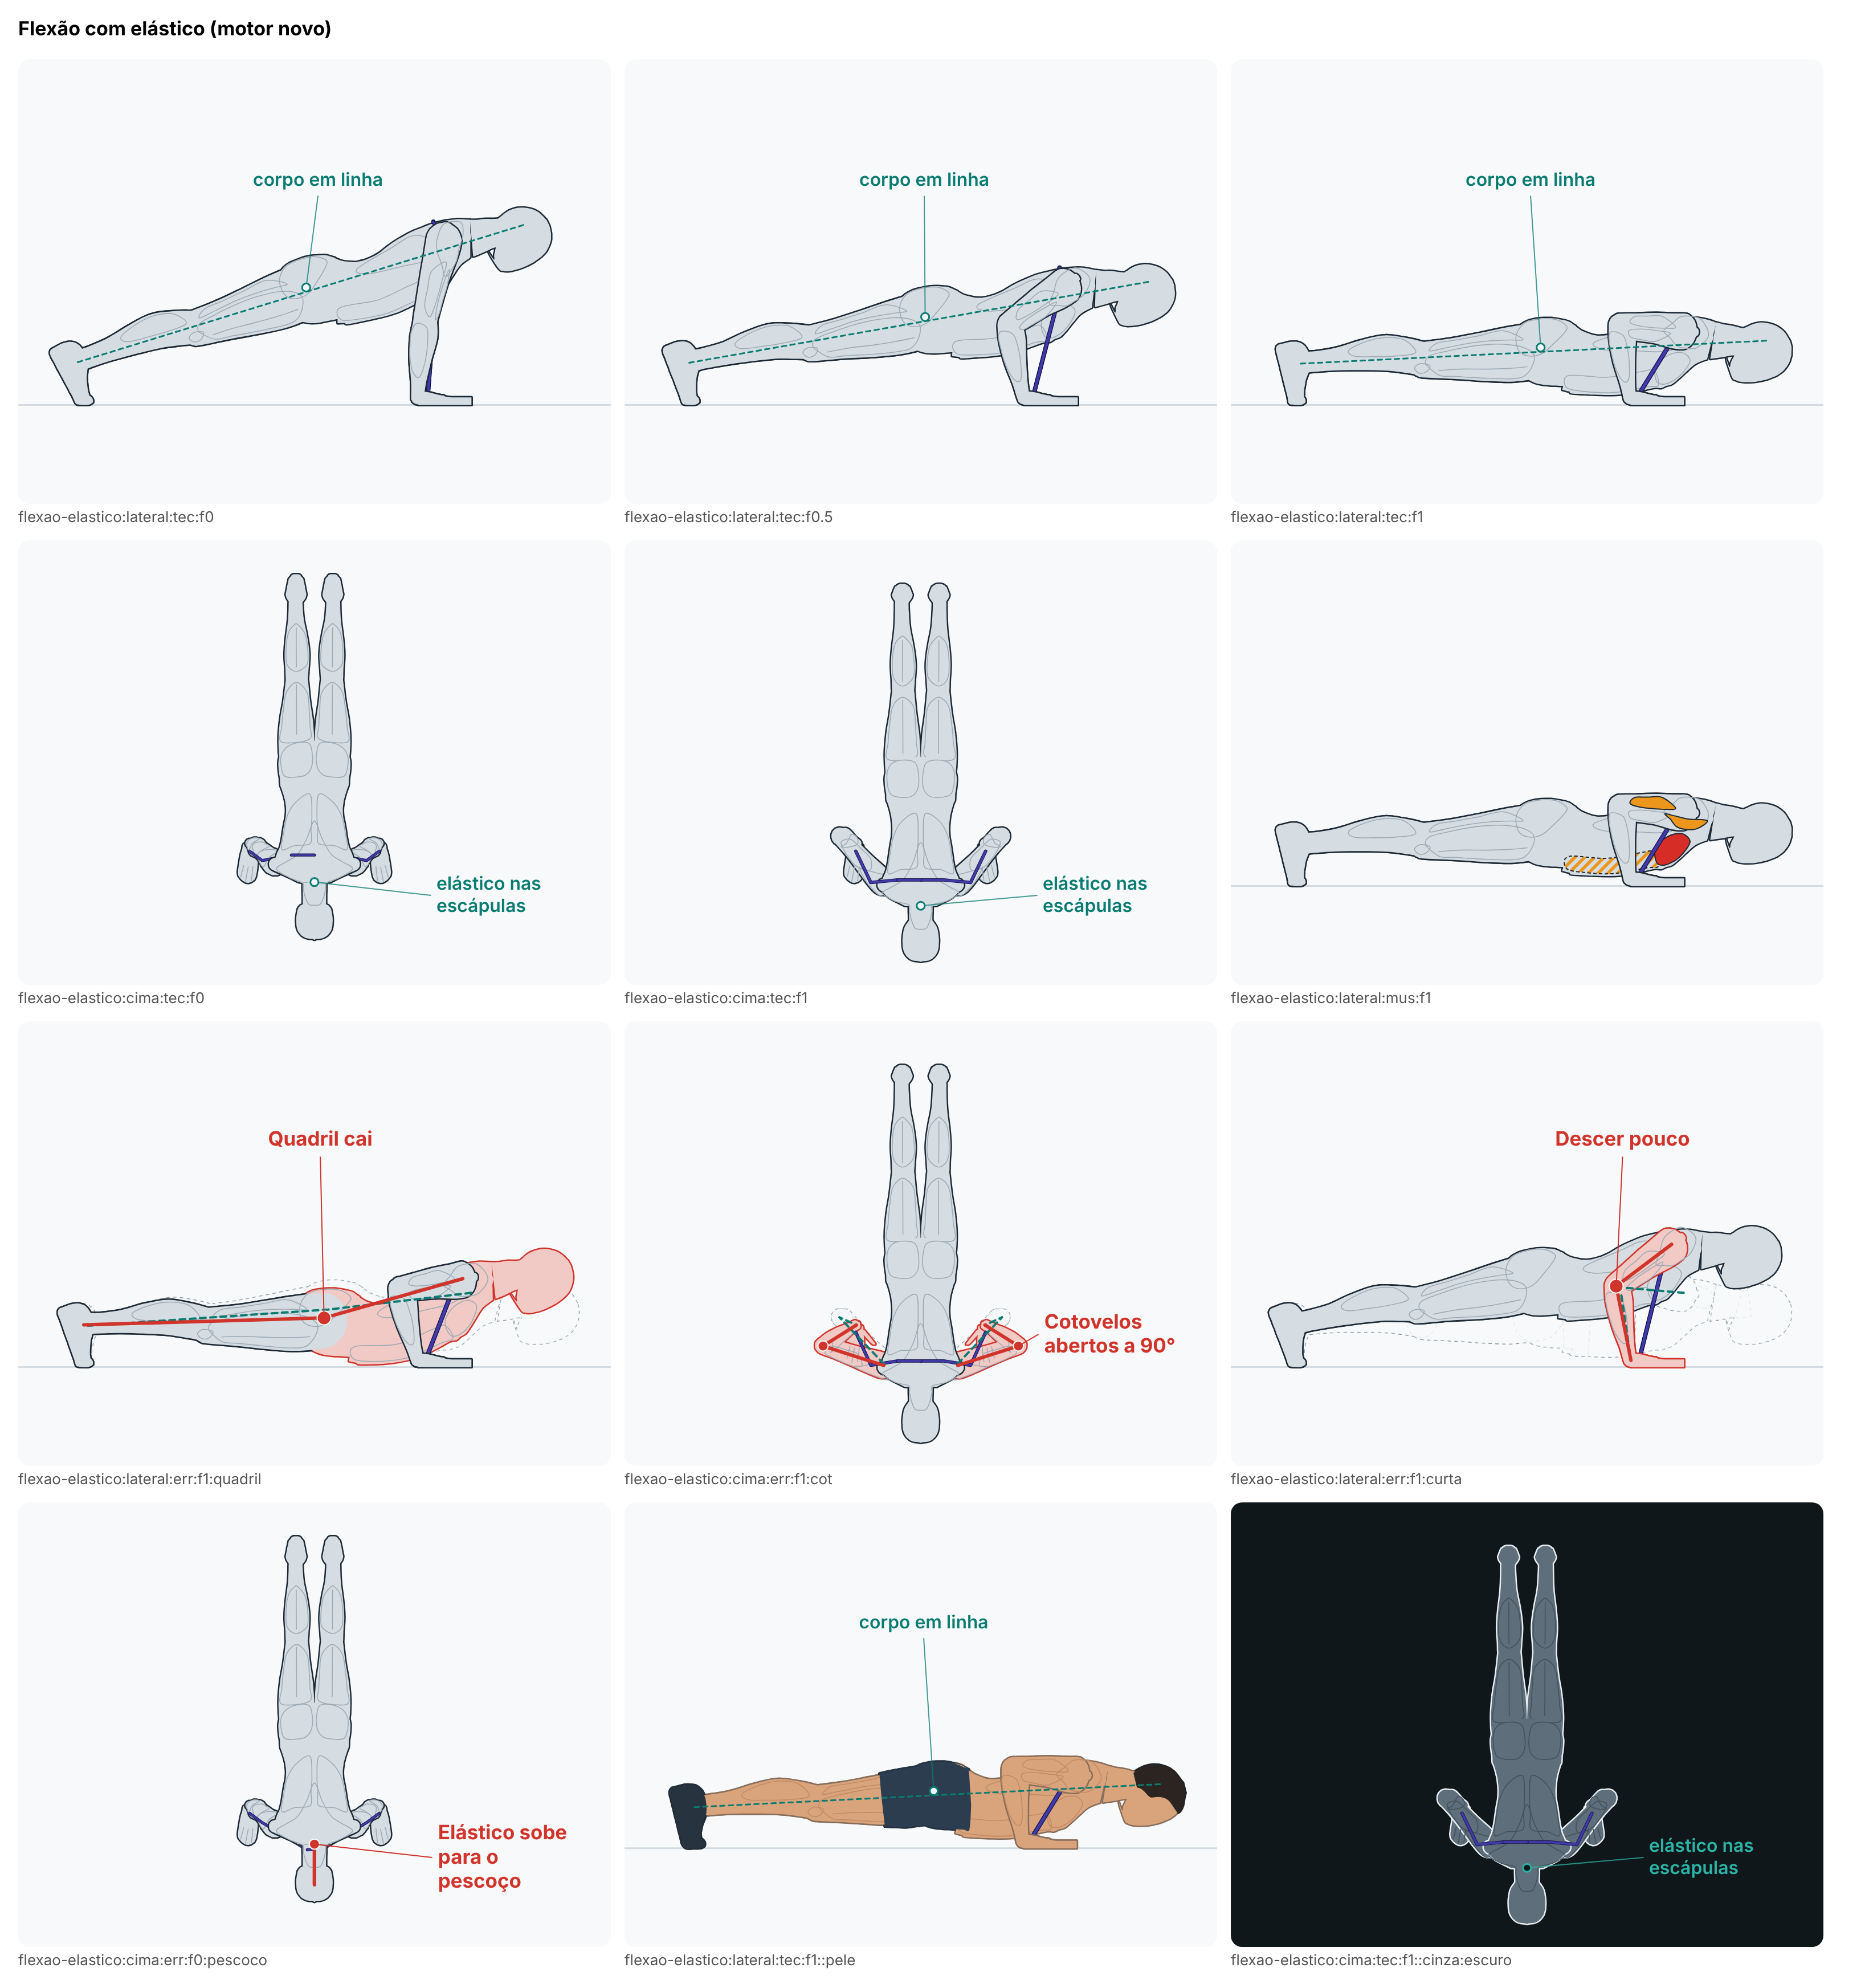 Flexão com elástico (motor novo)
corpo em linha
corpo em linha
corpo em linha
flexao-elastico:lateral:tec:f0
flexao-elastico:lateral:tec:f0.5
flexao-elastico:lateral:tec:f1
elástico nas
escápulas
elástico nas
escápulas
flexao-elastico:cima:tec:f0
flexao-elastico:cima:tec:f1
flexao-elastico:lateral:mus:f1
Quadril cai
Cotovelos
abertos a 90°
Descer pouco
flexao-elastico:lateral:err:f1:quadril
flexao-elastico:cima:err:f1:cot
flexao-elastico:lateral:err:f1:curta
Elástico sobe
para o
pescoço
corpo em linha
elástico nas
escápulas
flexao-elastico:cima:err:f0:pescoco
flexao-elastico:lateral:tec:f1::pele
flexao-elastico:cima:tec:f1::cinza:escuro